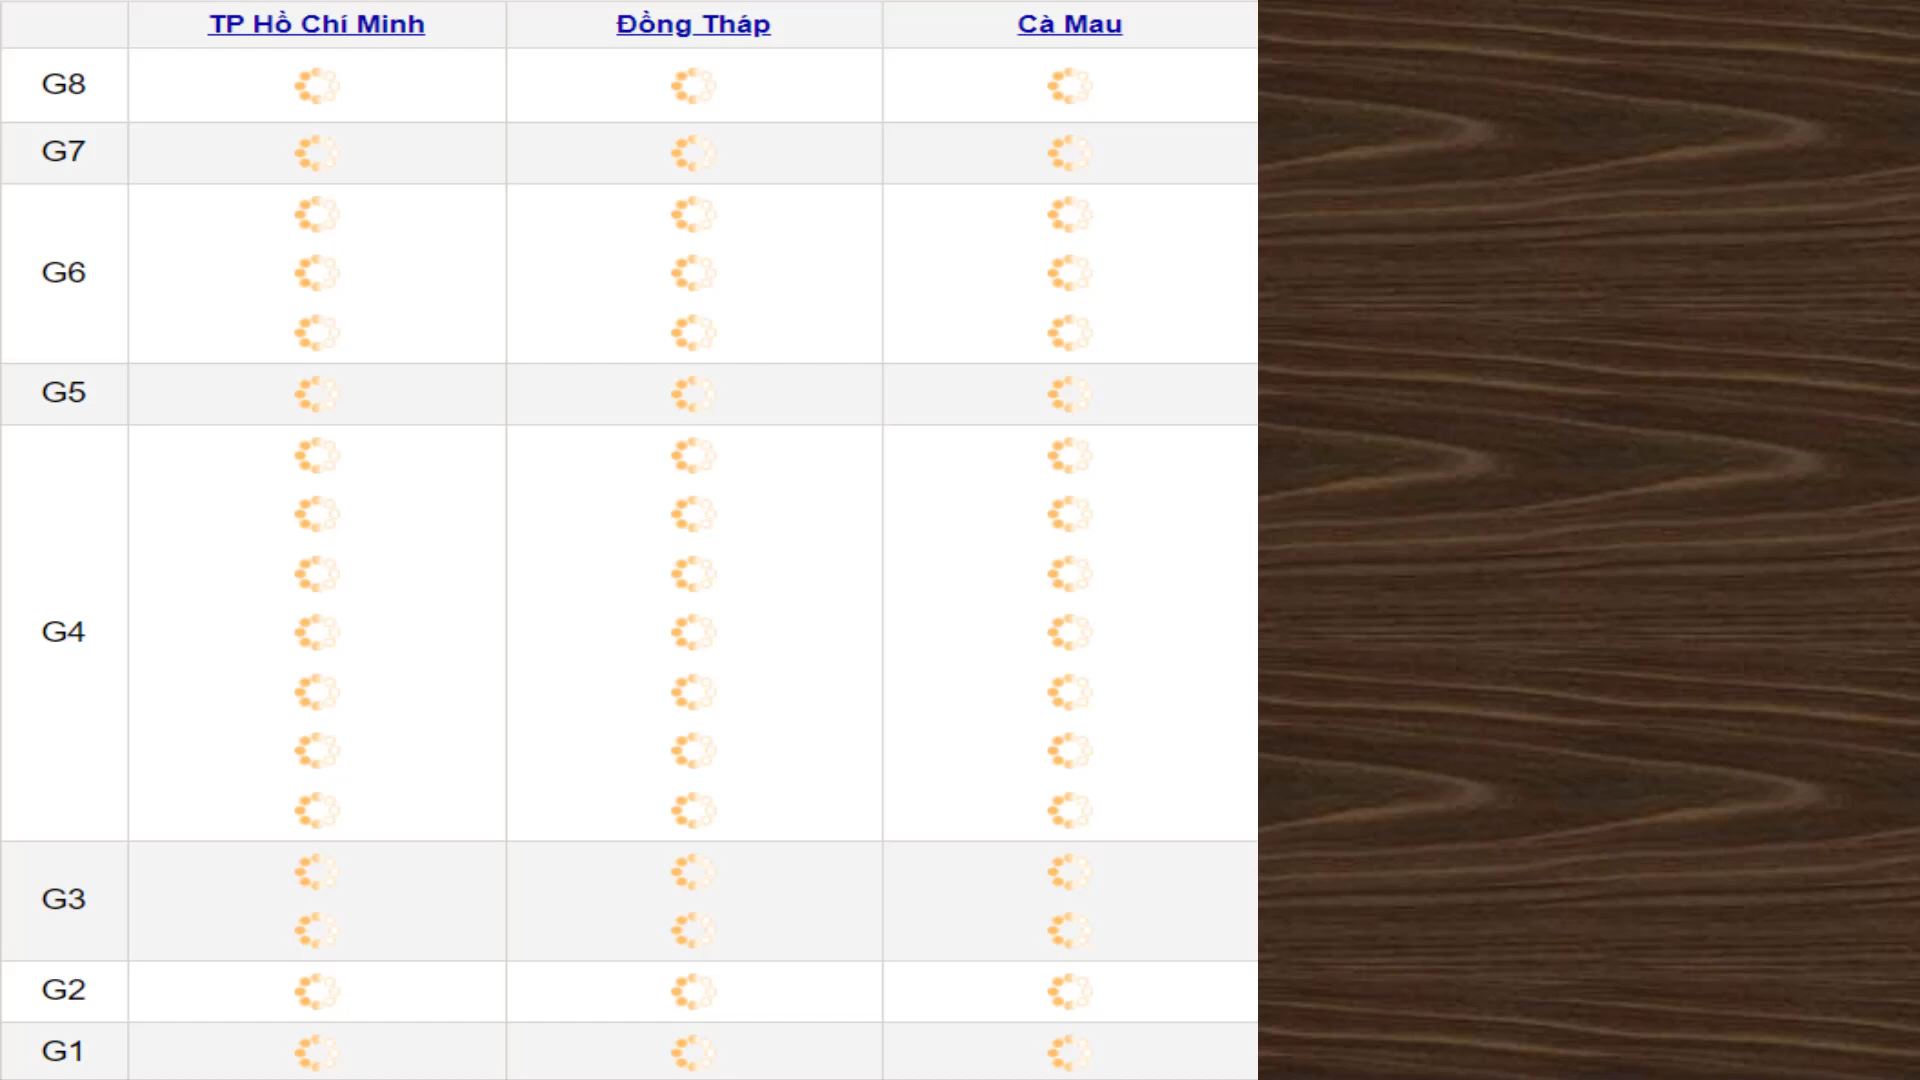 TP Hồ Chí Minh Đồng Tháp Cà Mau
G8
G7
G6
G5
G4
G3
G2
G1